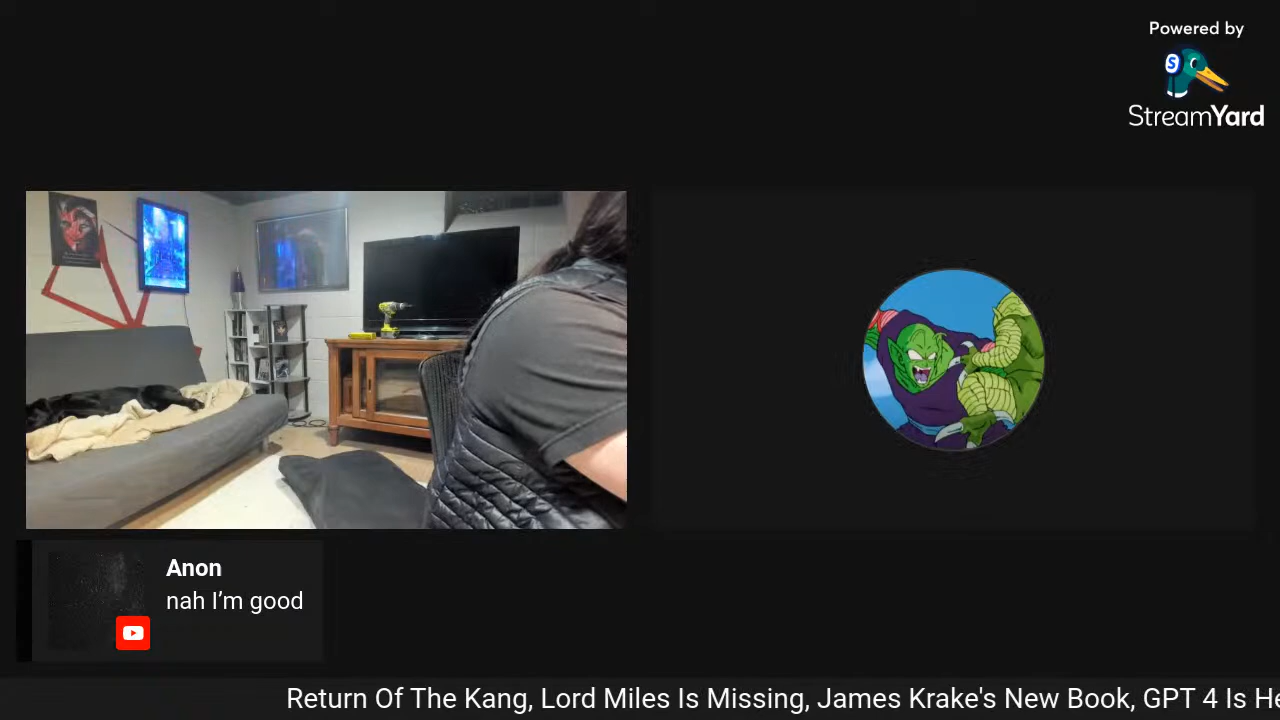 Powered by
S
StreamYard
Anon
nah I’m good
Return Of The Kang, Lord Miles Is Missing, James Krake's New Book, GPT 4 Is He